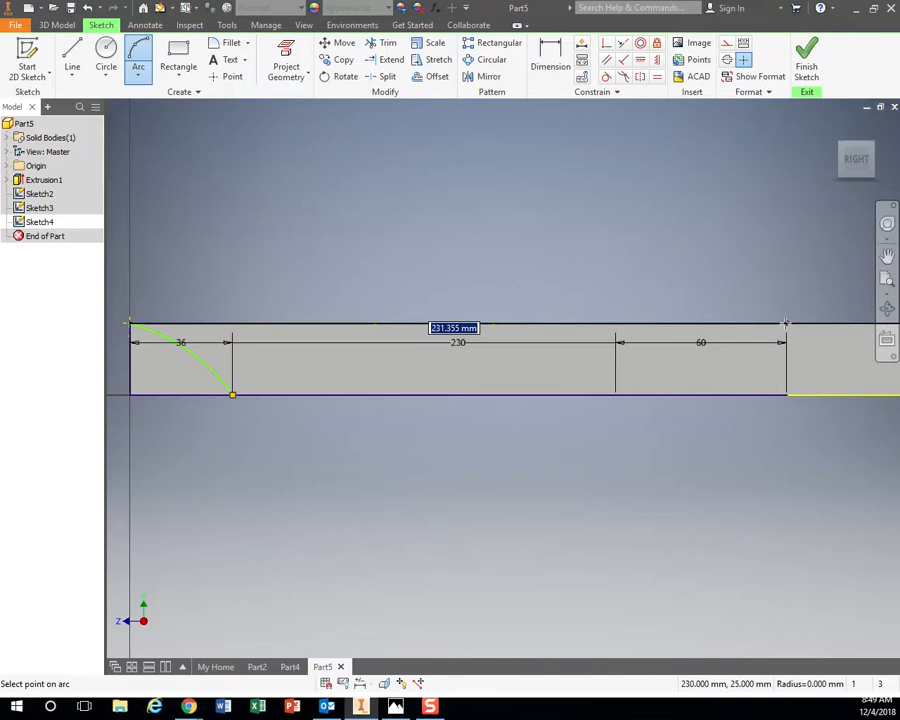 Material
Appearance
Part5
Search Help & Commands...
Sign In
File
3D Model
Sketch
Annotate
Inspect
Tools
Manage
View
Environments
Get Started
Collaborate
Start
2D Sketch
Line
Circle
Arc
Rectangle
Fillet
Text
Point
Project
Geometry
Move
Trim
Scale
Copy
Extend
Stretch
Rotate
Split
Offset
Rectangular
Circular
Mirror
Dimension
Image
Points
ACAD
Show Format
Finish
Sketch
Sketch
Create
Modify
Pattern
Constrain
Insert
Format
Exit
Model
Part5
Solid Bodies(1)
View: Master
Origin
Extrusion1
Sketch2
Sketch3
Sketch4
End of Part
RIGHT
231.355 mm
36
230
60
Z
My Home
Part2
Part4
Part5
Select point on arc
230.000 mm, 25.000 mm
Radius=0.000 mm
1
3
8:49 AM
12/4/2018